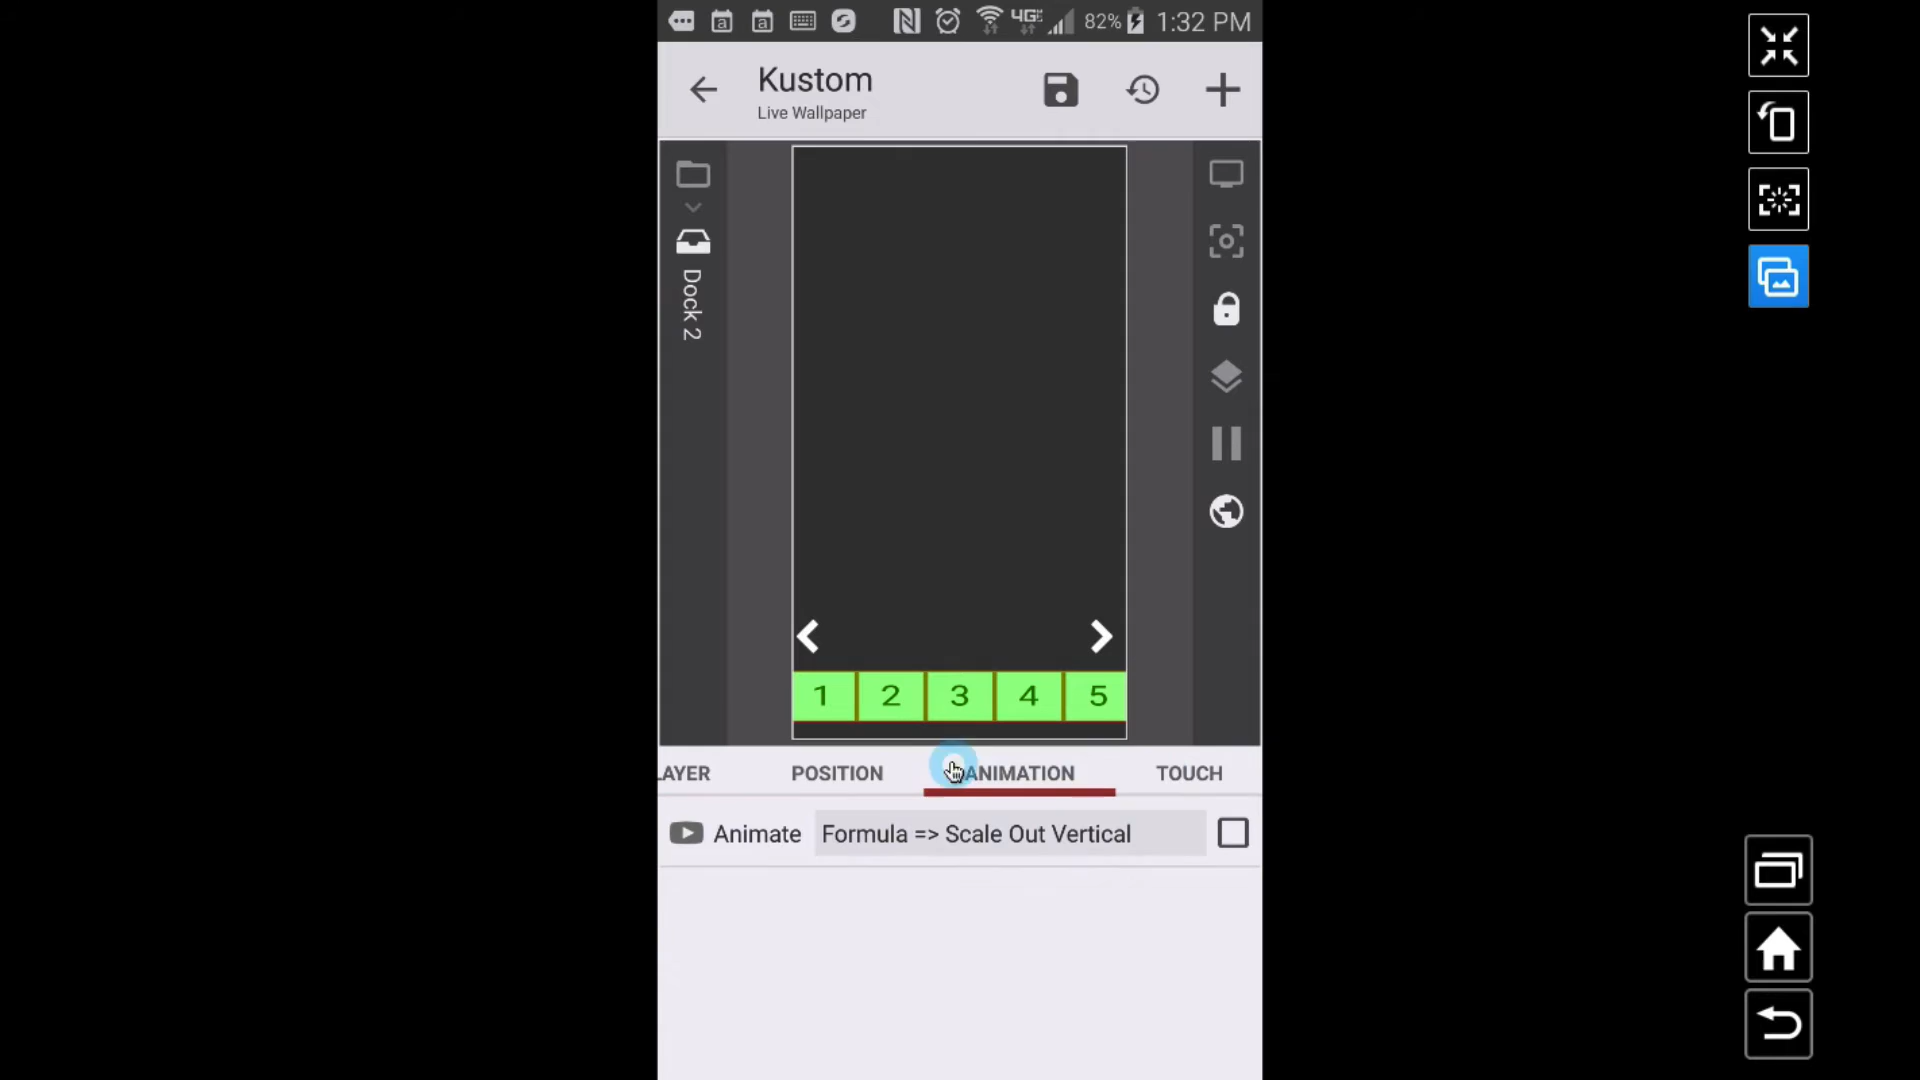 82% 1:32 PM
Kustom
Live Wallpaper
Dock 2
1 2 3 4 5
LAYER POSITION ANIMATION TOUCH
Animate Formula => Scale Out Vertical